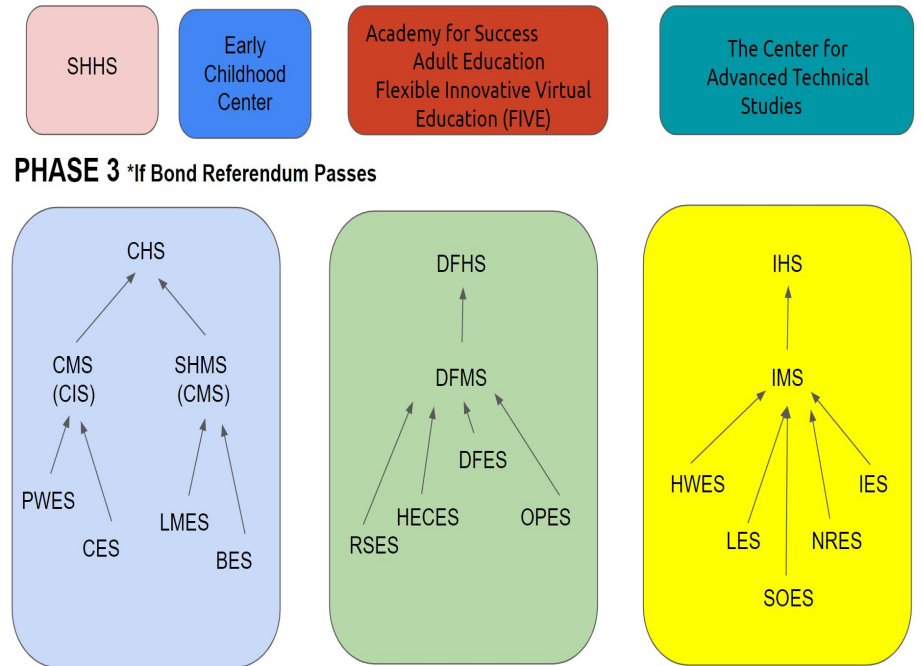 SHHS
Early
Childhood
Center
Academy for Success
Adult Education
Flexible Innovative Virtual
Education (FIVE)
The Center for
Advanced Technical
Studies
PHASE 3 *If Bond Referendum Passes
CHS
CMS
(CIS)
SHMS
(CMS)
PWES
CES
LMES
BES
DFHS
DFMS
DFES
RSES
HECES
OPES
IHS
IMS
HWES
IES
LES
NRES
SOES